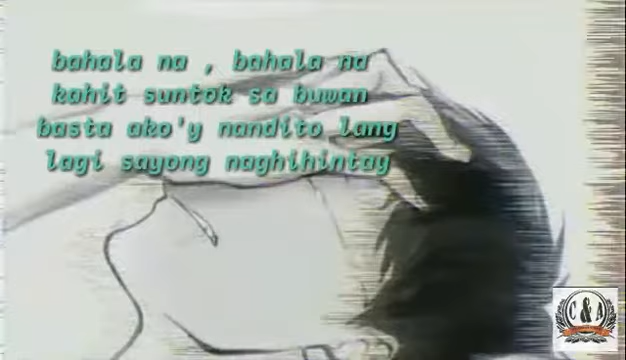 bahala na , bahala na
kahit suntok sa buwan
basta ako'y nandito lang
lagi sayong naghihintay
C & A